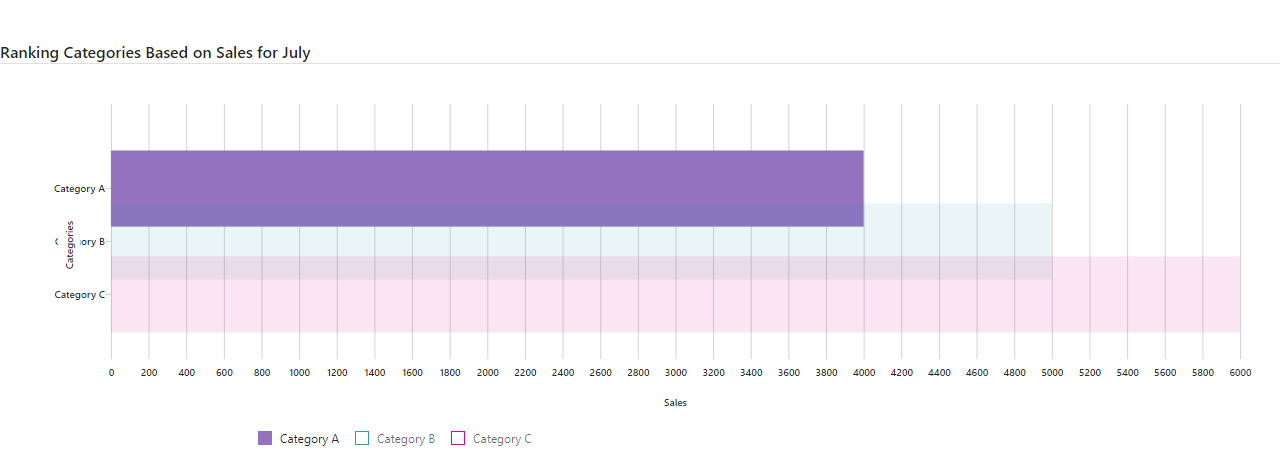 Ranking Categories Based on Sales for July
Category A
Category C
Categories
0 200 400 600 800 1000 1200 1400 1600 1800 2000 2200 2400 2600 2800 3000 3200 3400 3600 3800 4000 4200 4400 4600 4800 5000 5200 5400 5600 5800 6000
Sales
Category A Category B Category C